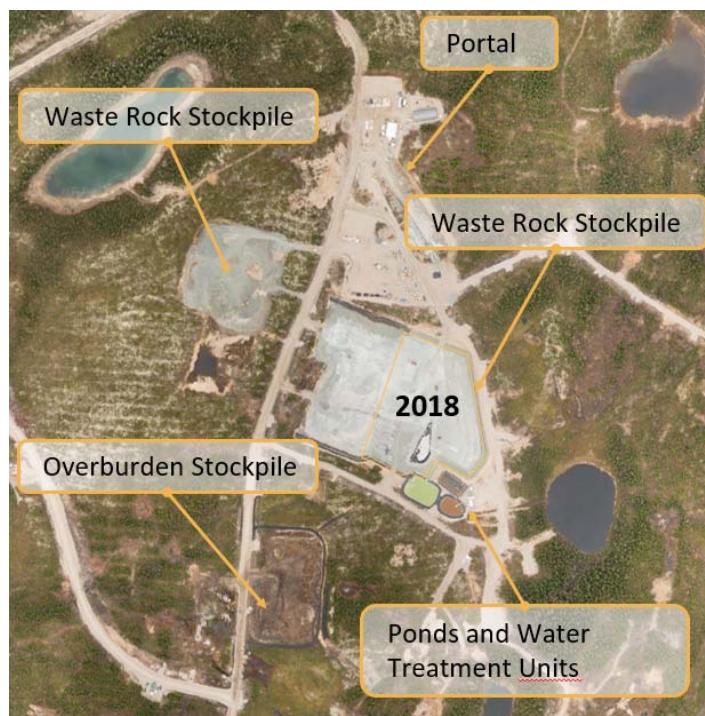 Portal
Waste Rock Stockpile
Waste Rock Stockpile
2018
Overburden Stockpile
Ponds and Water
Treatment Units